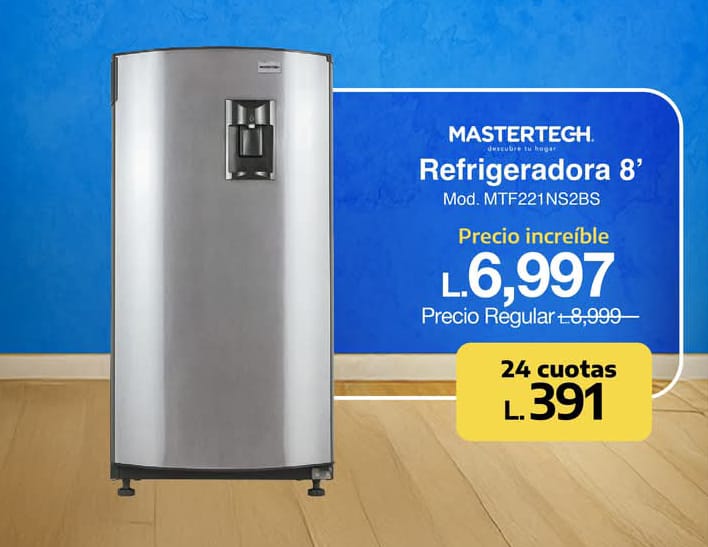 MASTERTECH
descubre tu hogar
Refrigeradora 8’
Mod. MTF221NS2BS
Precio increíble
L.6,997
Precio Regular L.8,999
24 cuotas
L.391